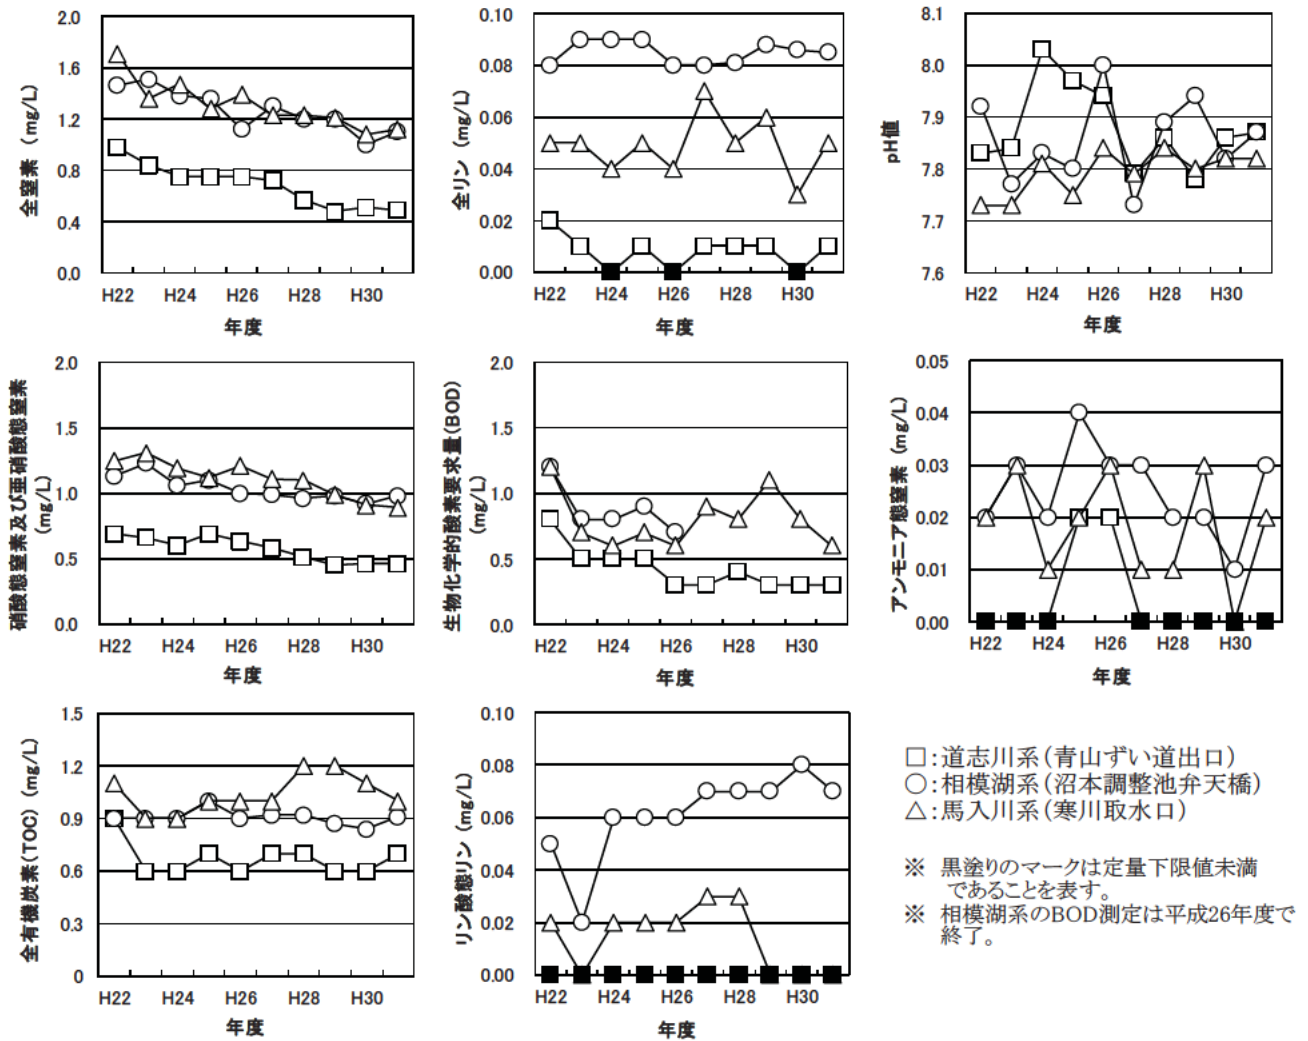 全窒素 (mg/L)
2.0
1.6
1.2
0.8
0.4
0.0
H22 H24 H26 H28 H30
年度
全リン (mg/L)
0.10
0.08
0.06
0.04
0.02
0.00
H22 H24 H26 H28 H30
年度
pH値
8.1
8.0
7.9
7.8
7.7
7.6
H22 H24 H26 H28 H30
年度
硝酸態窒素及び亜硝酸態窒素
(mg/L)
2.0
1.5
1.0
0.5
0.0
H22 H24 H26 H28 H30
年度
生物化学的酸素要求量(BOD)
(mg/L)
2.0
1.5
1.0
0.5
0.0
H22 H24 H26 H28 H30
年度
アンモニア態窒素 (mg/L)
0.05
0.04
0.03
0.02
0.01
0.00
H22 H24 H26 H28 H30
年度
全有機炭素(TOC) (mg/L)
1.5
1.2
0.9
0.6
0.3
0
H22 H24 H26 H28 H30
年度
リン酸態リン (mg/L)
0.10
0.08
0.06
0.04
0.02
0.00
H22 H24 H26 H28 H30
年度
□:道志川系(青山ずい道出口)
○:相模湖系(沼本調整池弁天橋)
△:馬入川系(寒川取水口)
※ 黒塗りのマークは定量下限値未満
であることを表す。
※ 相模湖系のBOD測定は平成26年度で
終了。